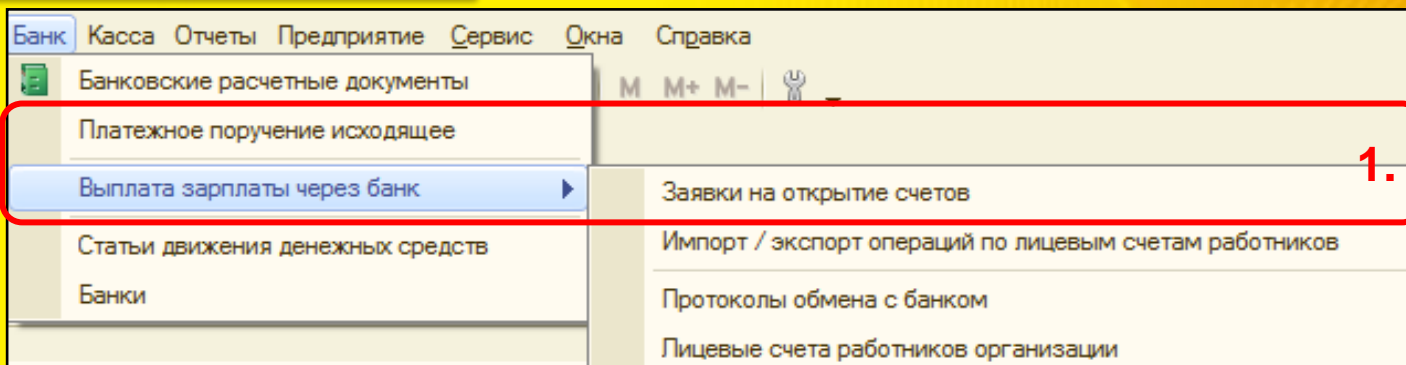 Банк Касса Отчеты Предприятие Сервис Окна Справка
Банковские расчетные документы
M M+ M-
Платежное поручение исходящее
1.
Выплата зарплаты через банк
Заявки на открытие счетов
Статьи движения денежных средств
Импорт / экспорт операций по лицевым счетам работников
Банки
Протоколы обмена с банком
Лицевые счета работников организации